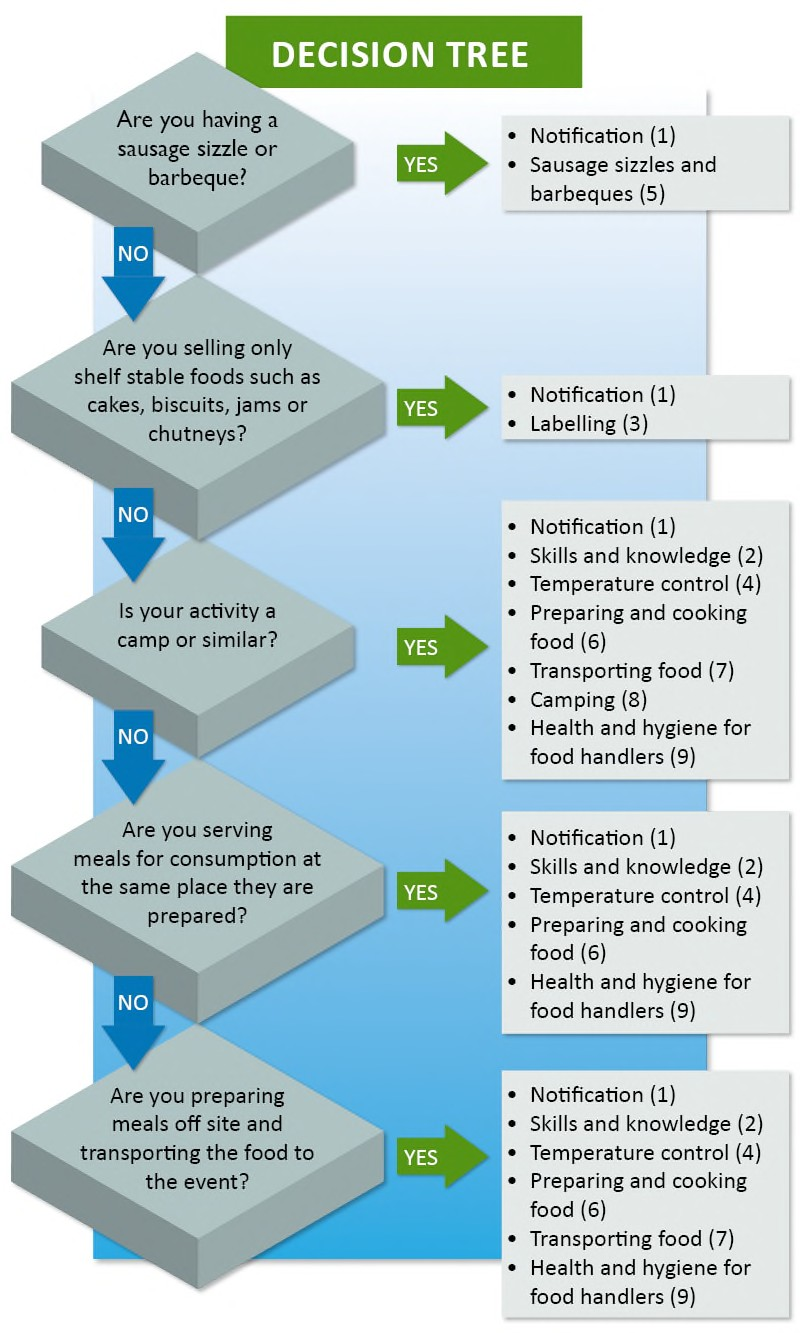 DECISION TREE
Are you having a
sausage sizzle or
barbeque?
YES
• Notification (1)
• Sausage sizzles and
barbeques (5)
NO
Are you selling only
shelf stable foods such as
cakes, biscuits, jams or
chutneys?
YES
• Notification (1)
• Labelling (3)
NO
Is your activity a
camp or similar?
YES
• Notification (1)
• Skills and knowledge (2)
• Temperature control (4)
• Preparing and cooking
food (6)
• Transporting food (7)
• Camping (8)
• Health and hygiene for
food handlers (9)
NO
Are you serving
meals for consumption at
the same place they are
prepared?
YES
• Notification (1)
• Skills and knowledge (2)
• Temperature control (4)
• Preparing and cooking
food (6)
• Health and hygiene for
food handlers (9)
NO
Are you preparing
meals off site and
transporting the food to
the event?
YES
• Notification (1)
• Skills and knowledge (2)
• Temperature control (4)
• Preparing and cooking
food (6)
• Transporting food (7)
• Health and hygiene for
food handlers (9)